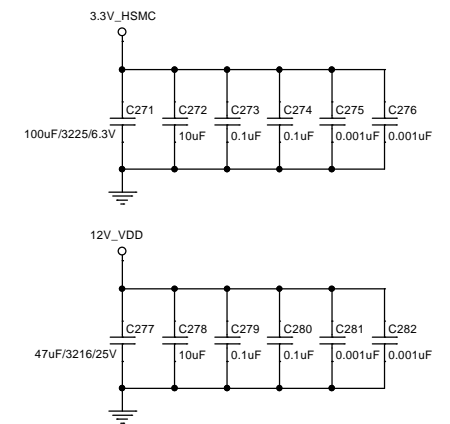 3.3V_HSMC
C271 C272 C273 C274 C275 C276
100uF/3225/6.3V 10uF 0.1uF 0.1uF 0.001uF 0.001uF
12V_VDD
C277 C278 C279 C280 C281 C282
47uF/3216/25V 10uF 0.1uF 0.1uF 0.001uF 0.001uF